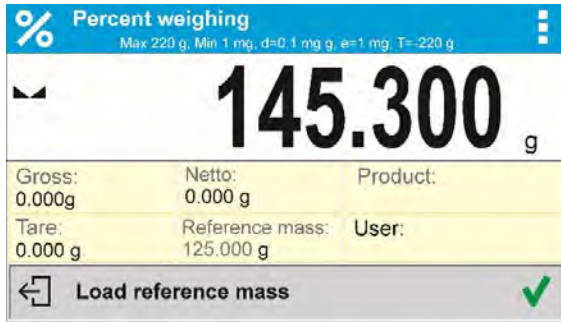 % Percent weighing
Max 220 g, Min 1 mg, d=0.1 mg g, e=1 mg, T=-220 g
145.300 g
Gross: Netto: Product:
0.000g 0.000 g
Tare: Reference mass: User:
0.000 g 125.000 g
Load reference mass